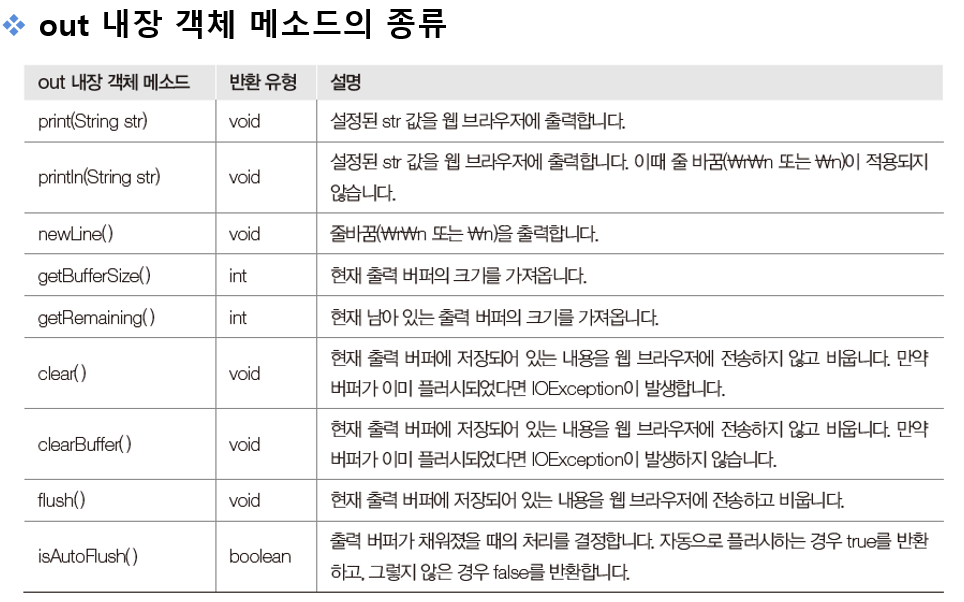 ❖ out 내장 객체 메소드의 종류
out 내장 객체 메소드 반환 유형 설명
print(String str) void 설정된 str 값을 웹 브라우저에 출력합니다.
println(String str) void 설정된 str 값을 웹 브라우저에 출력합니다. 이때 줄 바꿈(₩r₩n 또는 ₩n)이 적용되지
않습니다.
newLine( ) void 줄바꿈(₩r₩n 또는 ₩n)을 출력합니다.
getBufferSize( ) int 현재 출력 버퍼의 크기를 가져옵니다.
getRemaining( ) int 현재 남아 있는 출력 버퍼의 크기를 가져옵니다.
clear( ) void 현재 출력 버퍼에 저장되어 있는 내용을 웹 브라우저에 전송하지 않고 비웁니다. 만약
버퍼가 이미 플러시되었다면 IOException이 발생합니다.
clearBuffer( ) void 현재 출력 버퍼에 저장되어 있는 내용을 웹 브라우저에 전송하지 않고 비웁니다. 만약
버퍼가 이미 플러시되었다면 IOException이 발생하지 않습니다.
flush( ) void 현재 출력 버퍼에 저장되어 있는 내용을 웹 브라우저에 전송하고 비웁니다.
isAutoFlush( ) boolean 출력 버퍼가 채워졌을 때의 처리를 결정합니다. 자동으로 플러시하는 경우 true를 반환
하고, 그렇지 않은 경우 false를 반환합니다.